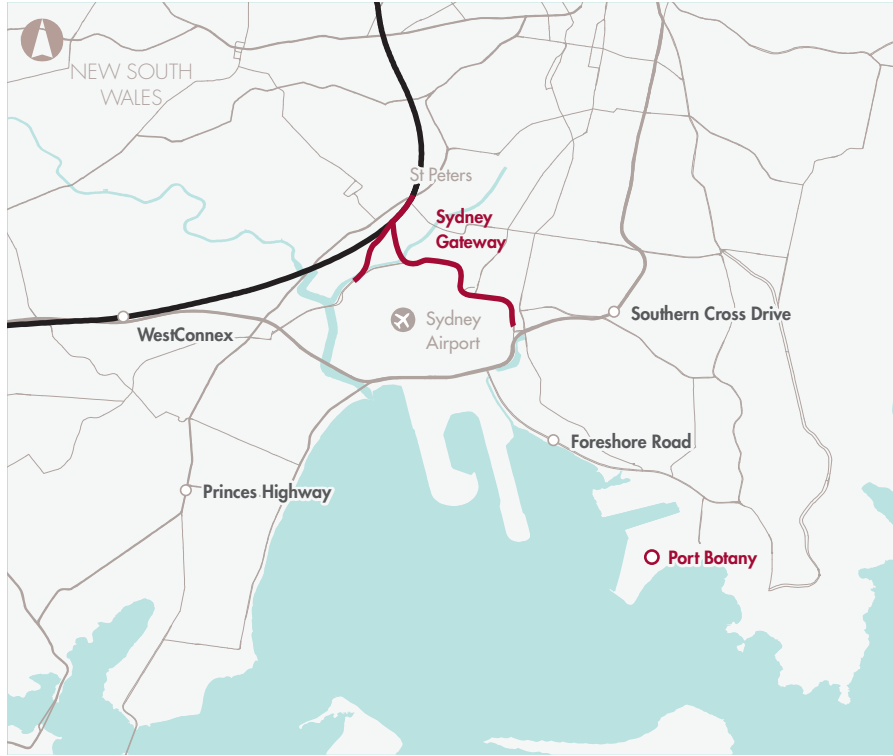 NEW SOUTH
WALES
St Peters
Sydney
Gateway
Sydney
Airport
Southern Cross Drive
WestConnex
Foreshore Road
Princes Highway
Port Botany